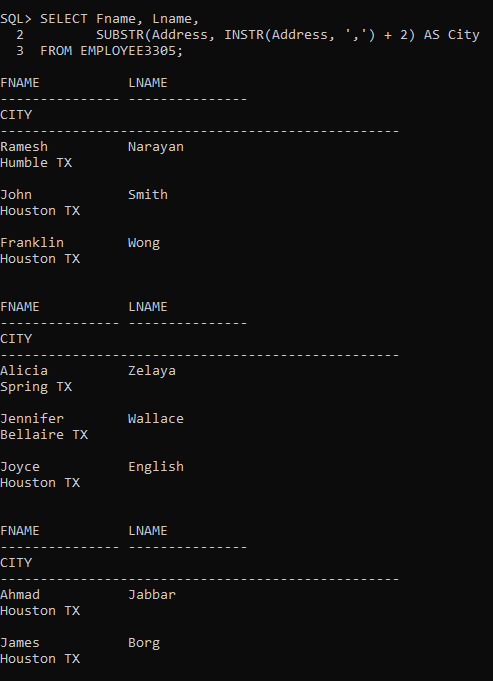 SQL> SELECT Fname, Lname,
  2         SUBSTR(Address, INSTR(Address, ',') + 2) AS City
  3  FROM EMPLOYEE3305;
FNAME           LNAME
--------------- ---------------
CITY
--------------------------------------------------
Ramesh          Narayan
Humble TX
John            Smith
Houston TX
Franklin        Wong
Houston TX
FNAME           LNAME
--------------- ---------------
CITY
--------------------------------------------------
Alicia          Zelaya
Spring TX
Jennifer        Wallace
Bellaire TX
Joyce           English
Houston TX
FNAME           LNAME
--------------- ---------------
CITY
--------------------------------------------------
Ahmad           Jabbar
Houston TX
James           Borg
Houston TX